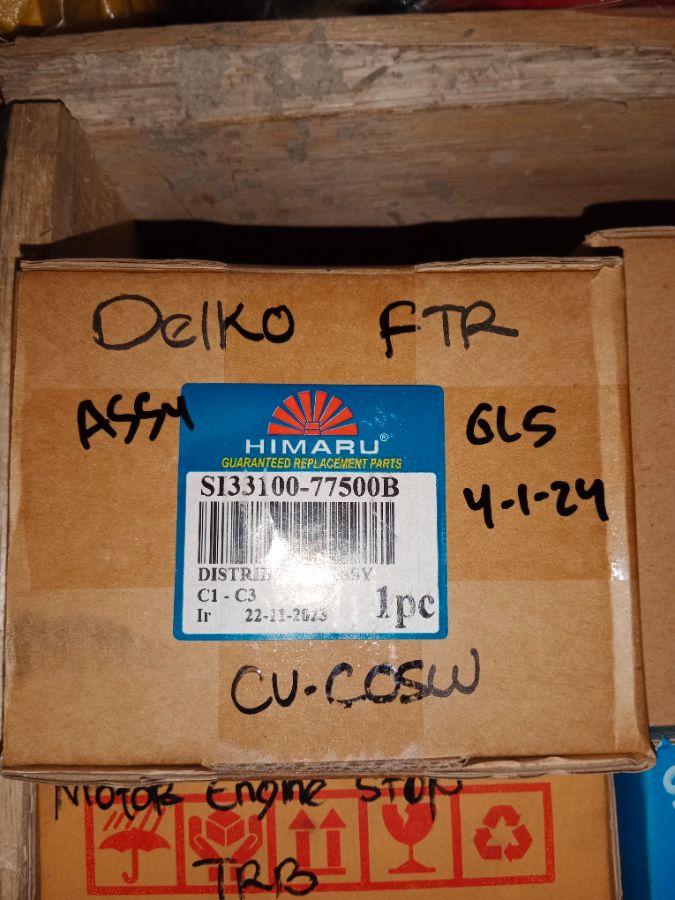 Delko FTR
ASSY
GLS
4-1-24
HIMARU®
GUARANTEED REPLACEMENT PARTS
SI33100-77500B
C1 - C3
Ir 22-11-2023
1pc
CU-COSW
Motor Engine STOP
TRB